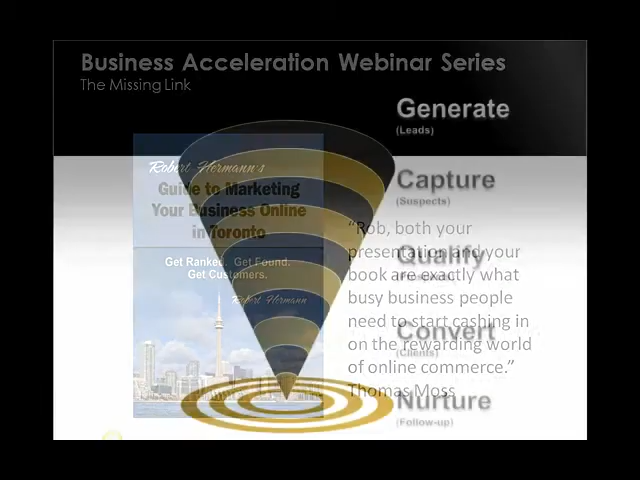 Business Acceleration Webinar Series
The Missing Link
Generate
(Leads)
Robert Hermann's
Guide to Marketing
Your Business Online
in Toronto
Get Ranked. Get Found.
Get Customers.
Robert Hermann
Capture
(Suspects)
Qualify
Convert
(Clients)
Nurture
(Follow-up)
"Rob, both your
presentation and your
book are exactly what
busy business people
need to start cashing in
on the rewarding world
of online commerce."
Thomas Moss